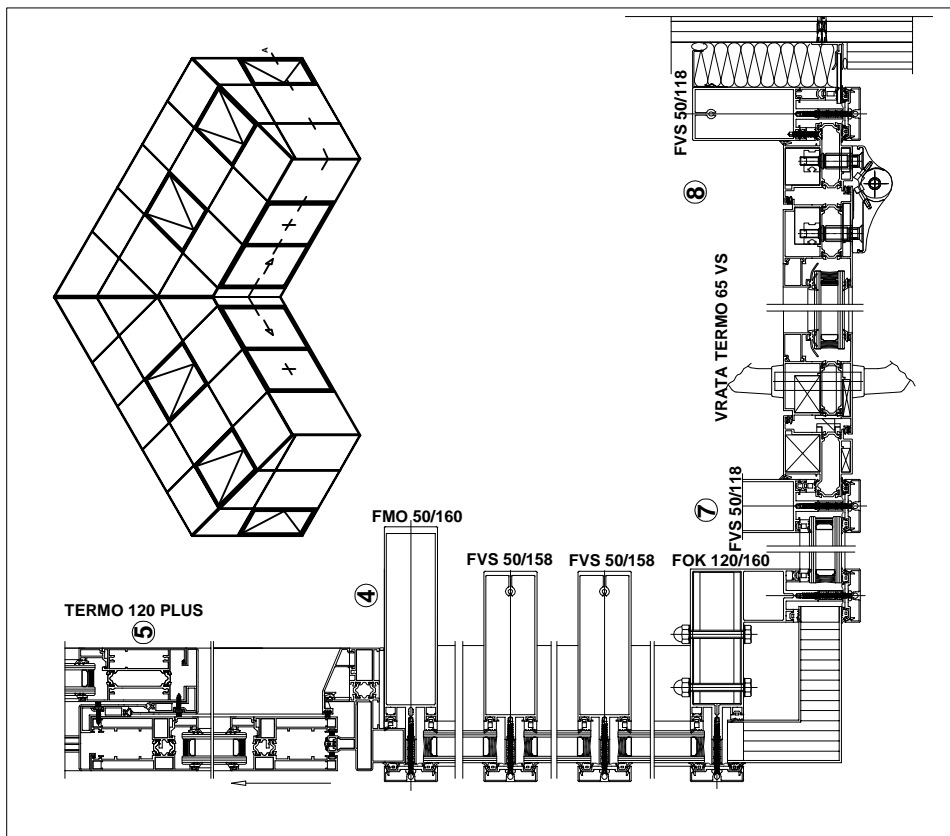 A
FVS 50/118
8
VRATA TERMO 65 VS
7
FVS 50/118
FMO 50/160
4
FVS 50/158
FVS 50/158
FOK 120/160
TERMO 120 PLUS
5